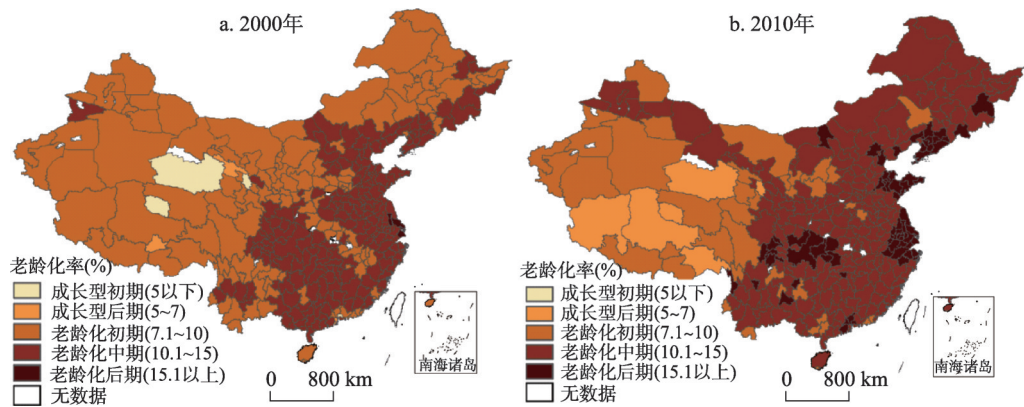 a. 2000年
老龄化率(%)
成长型初期(5以下)
成长型后期(5~7)
老龄化初期(7.1~10)
老龄化中期(10.1~15)
老龄化后期(15.1以上)
无数据
0 800 km
南海诸岛
b. 2010年
老龄化率(%)
成长型初期(5以下)
成长型后期(5~7)
老龄化初期(7.1~10)
老龄化中期(10.1~15)
老龄化后期(15.1以上)
无数据
0 800 km
南海诸岛